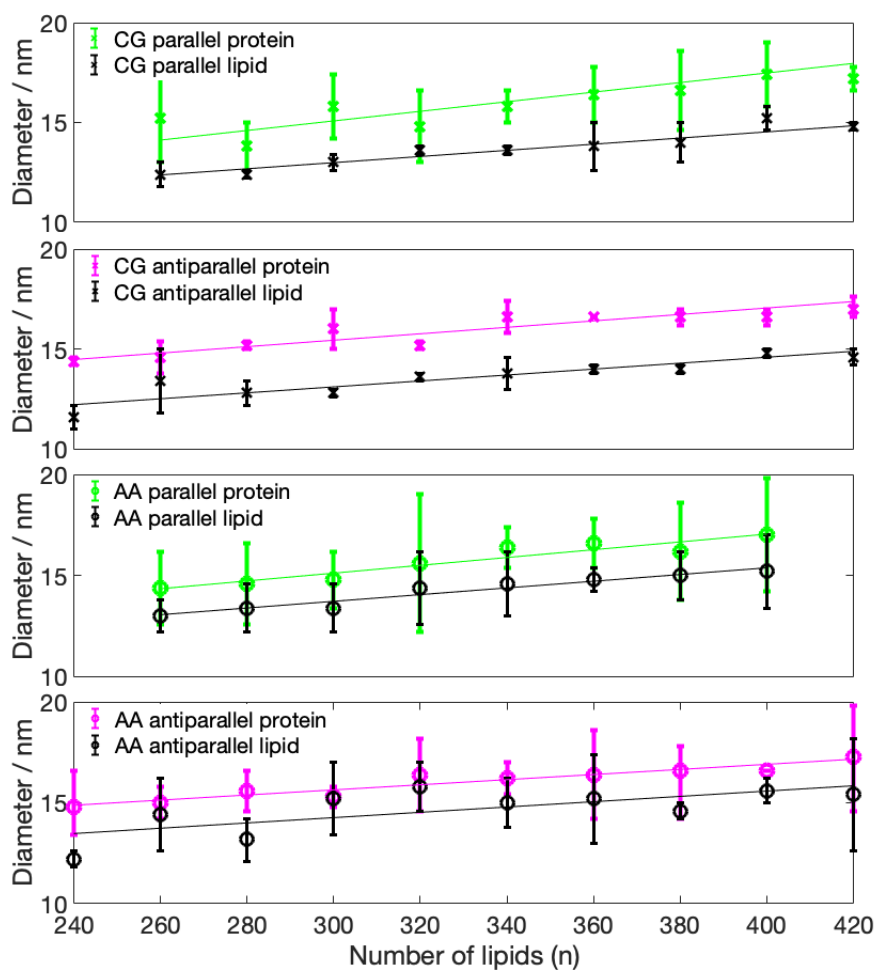 20
CG parallel protein
CG parallel lipid
15
10
Diameter / nm
20
CG antiparallel protein
CG antiparallel lipid
15
10
Diameter / nm
20
AA parallel protein
AA parallel lipid
15
10
Diameter / nm
20
AA antiparallel protein
AA antiparallel lipid
15
10
Diameter / nm
240 260 280 300 320 340 360 380 400 420
Number of lipids (n)